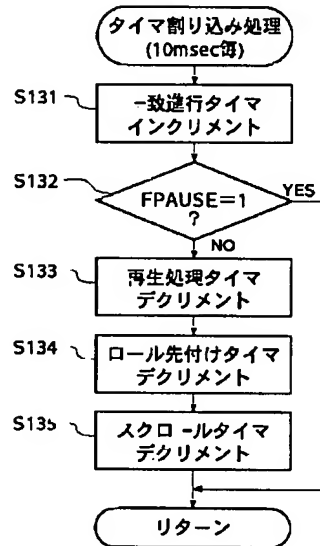 タイマ割り込み処理
(10msec毎)
S131
一致進行タイマ
インクリメント
S132
FPAUSE=1
?
YES
NO
S133
再生処理タイマ
デクリメント
S134
ロール先付けタイマ
デクリメント
S135
スクロールタイマ
デクリメント
リターン